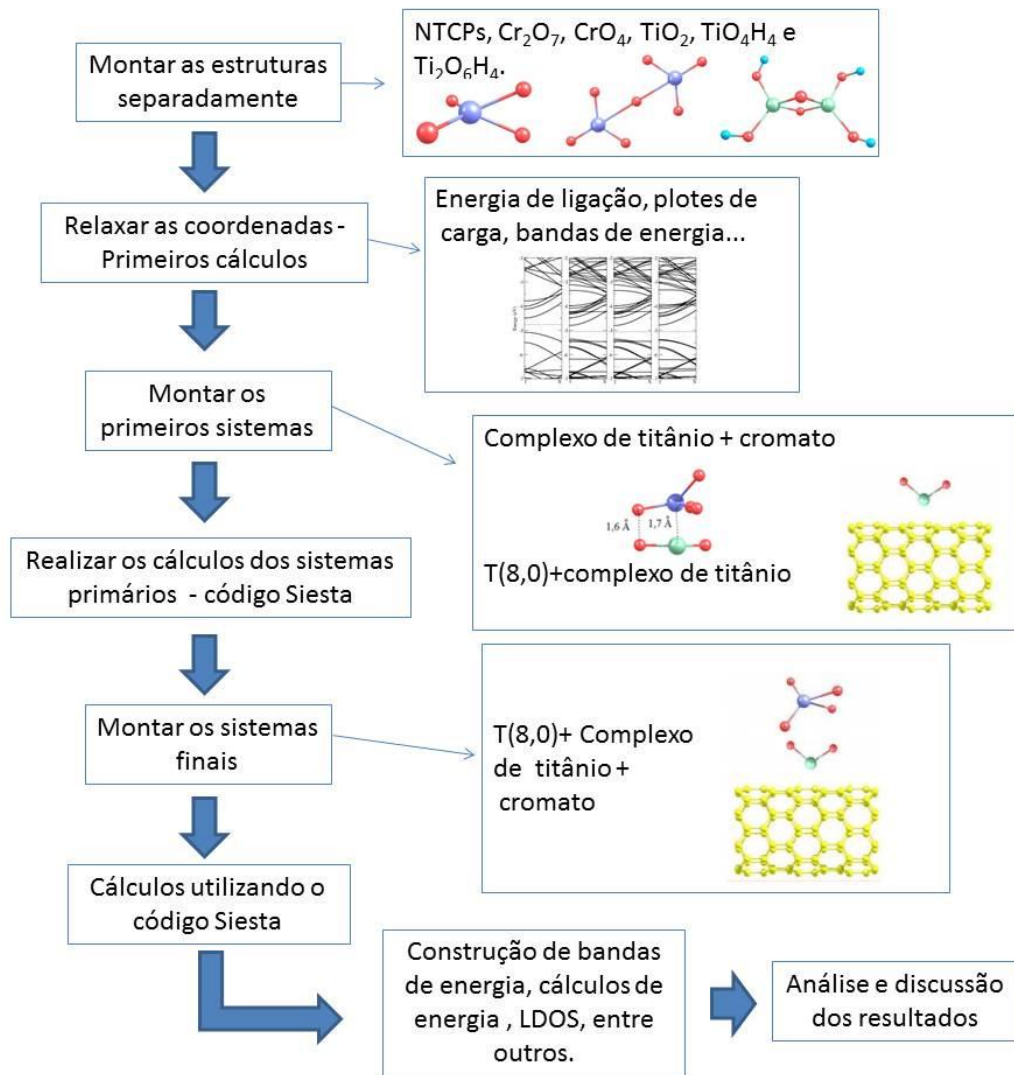 Montar as estruturas
separadamente
NTCPs, Cr₂O₇, CrO₄, TiO₂, TiO₄H₄ e
Ti₂O₆H₄.
Relaxar as coordenadas -
Primeiros cálculos
Energia de ligação, plotes de
carga, bandas de energia...
Montar os
primeiros sistemas
Complexo de titânio + cromato
1,6 Å
1,7 Å
T(8,0)+complexo de titânio
Realizar os cálculos dos sistemas
primários - código Siesta
Montar os sistemas
finais
T(8,0)+ Complexo
de titânio +
cromato
Cálculos utilizando o
código Siesta
Construção de bandas
de energia, cálculos de
energia , LDOS, entre
outros.
Análise e discussão
dos resultados